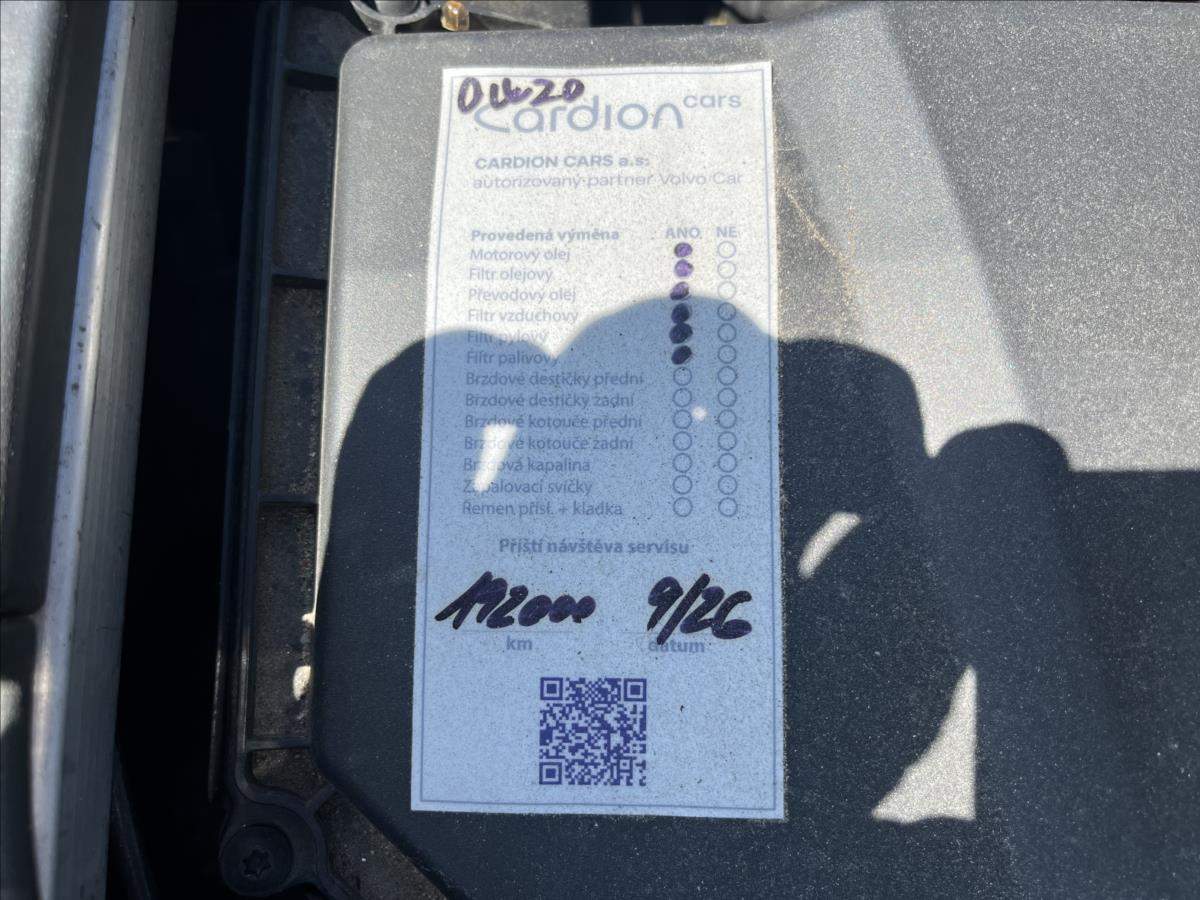 0W20
cardion cars
CARDION CARS a.s.
autorizovaný partner Volvo Car
Provedená výměna ANO NE
Motorový olej
Filtr olejový
Převodový olej
Filtr vzduchový
Filtr pylový
Filtr palivový
Brzdové destičky přední
Brzdové destičky zadní
Brzdové kotouče přední
Brzdové kotouče zadní
Brzdová kapalina
Zapalovací svíčky
Řemen přísl. + kladka
Příští návštěva servisu
192000 9/26
km datum